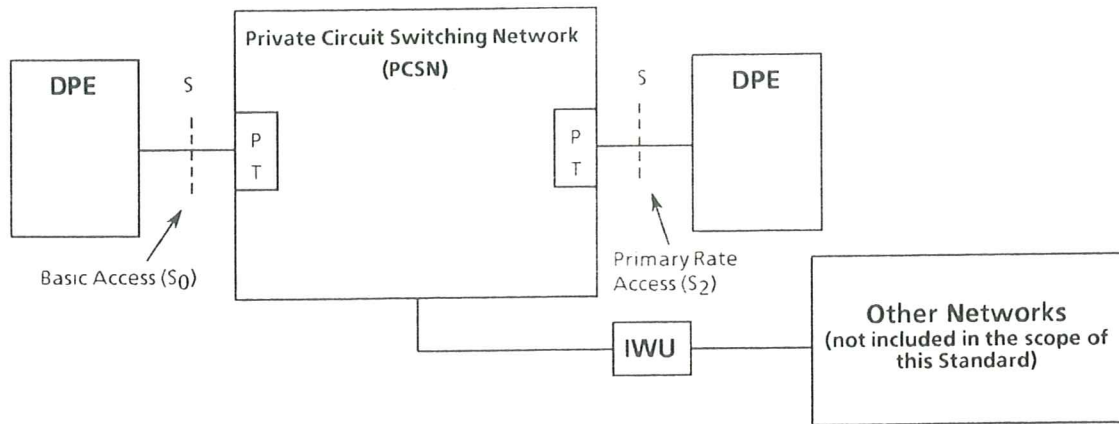 Private Circuit Switching Network
(PCSN)
DPE
S
P
T
Basic Access (S0)
P
T
S
DPE
Primary Rate
Access (S2)
IWU
Other Networks
(not included in the scope of
this Standard)